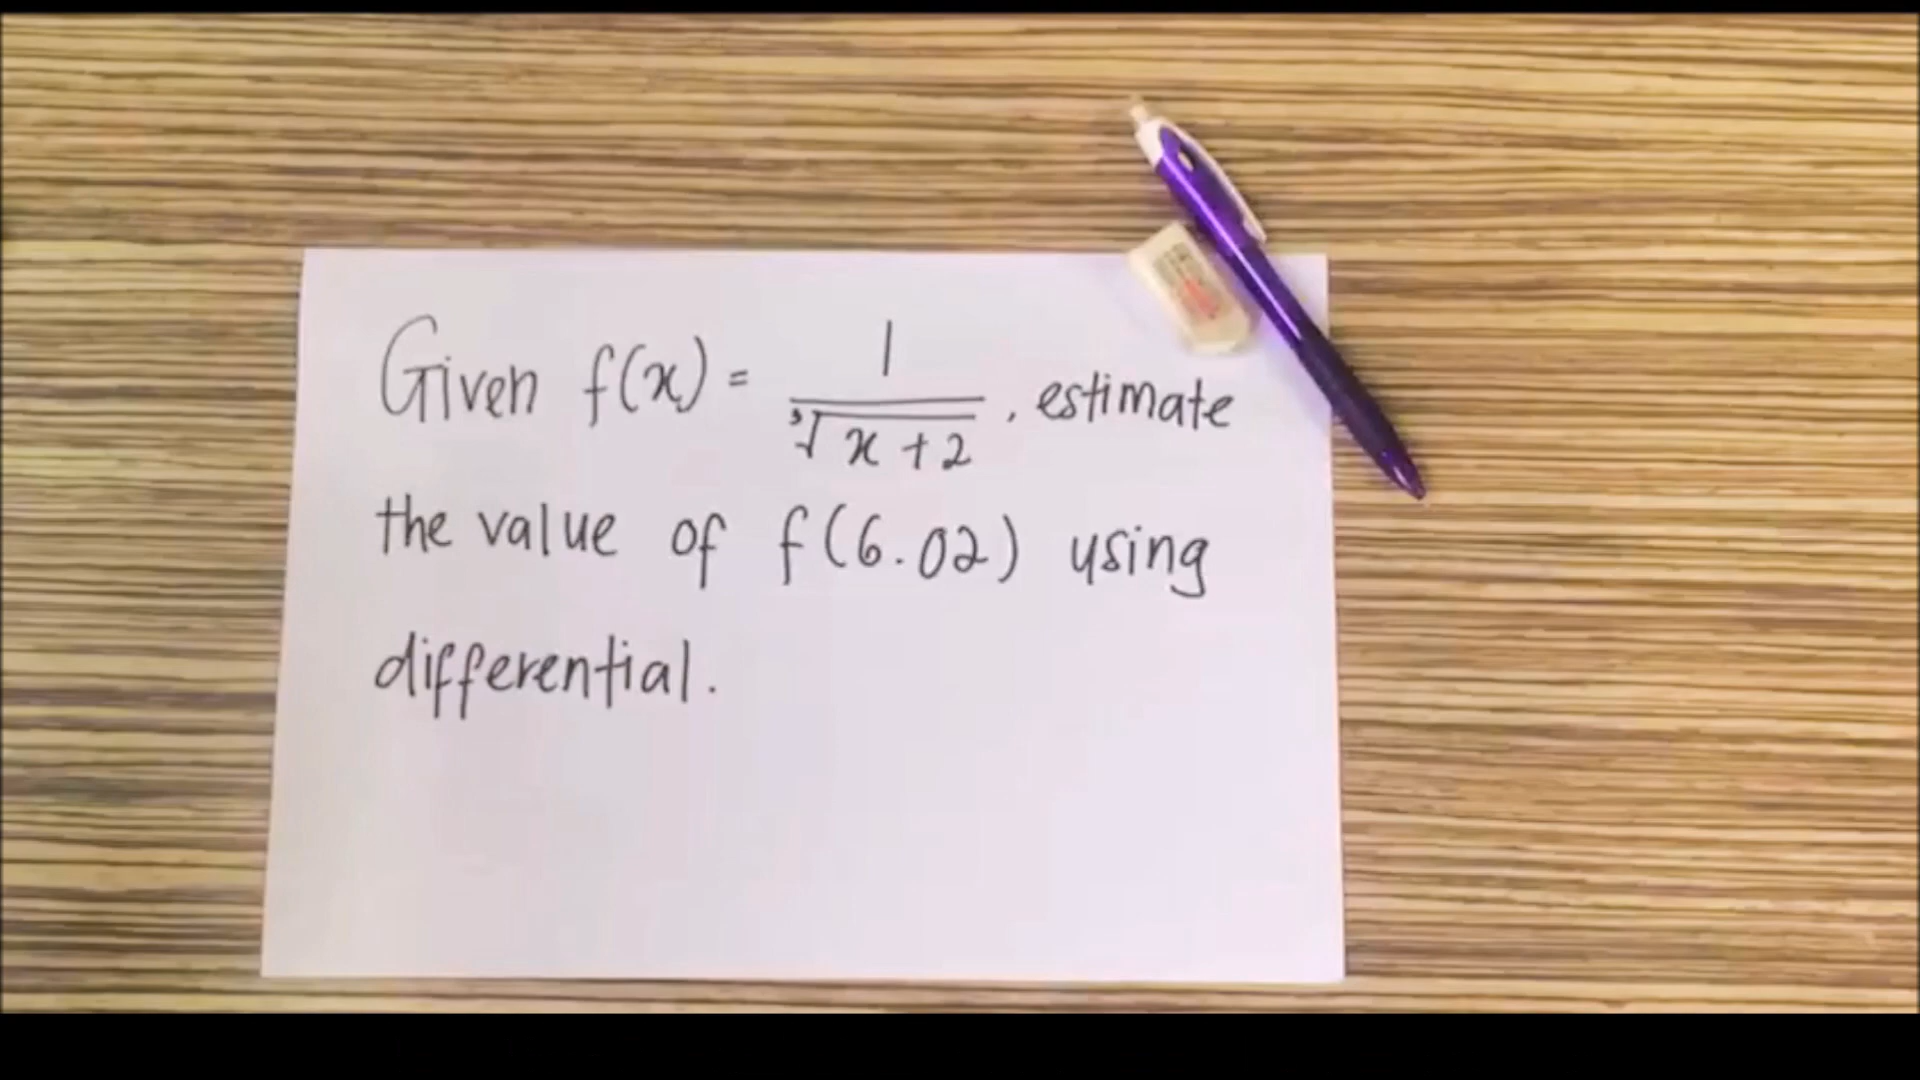 Given f(x) = 1/∛(x + 2), estimate
the value of f(6.02) using
differential.